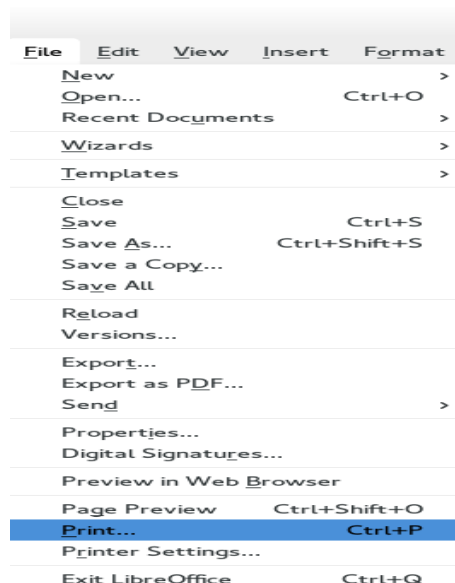 File Edit View Insert Format
New >
Open... Ctrl+O
Recent Documents >
Wizards >
Templates >
Close
Save Ctrl+S
Save As... Ctrl+Shift+S
Save a Copy...
Save All
Reload
Versions...
Export...
Export as PDF...
Send >
Properties...
Digital Signatures...
Preview in Web Browser
Page Preview Ctrl+Shift+O
Print... Ctrl+P
Printer Settings...
Exit LibreOffice Ctrl+Q